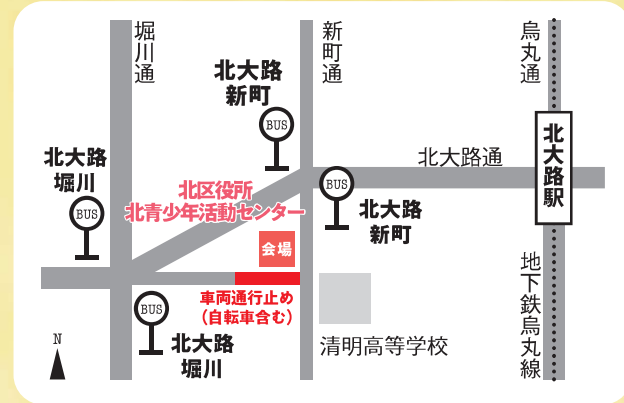 堀川通
新町通
烏丸通
北大路
新町
BUS
北大路通
北大路駅
北大路
堀川
BUS
北区役所
北青少年活動センター
BUS
北大路
新町
会場
車両通行止め
(自転車含む)
BUS
北大路
堀川
清明高等学校
地下鉄烏丸線
N